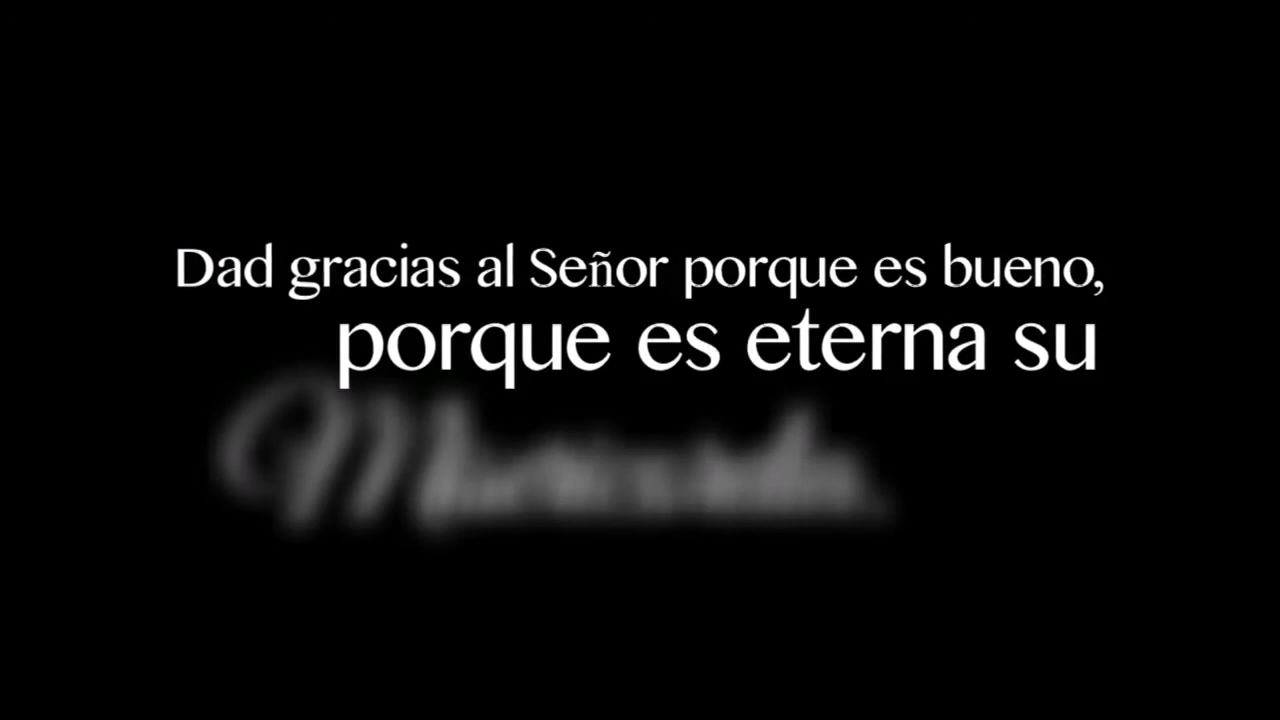 Dad gracias al Señor porque es bueno,
porque es eterna su